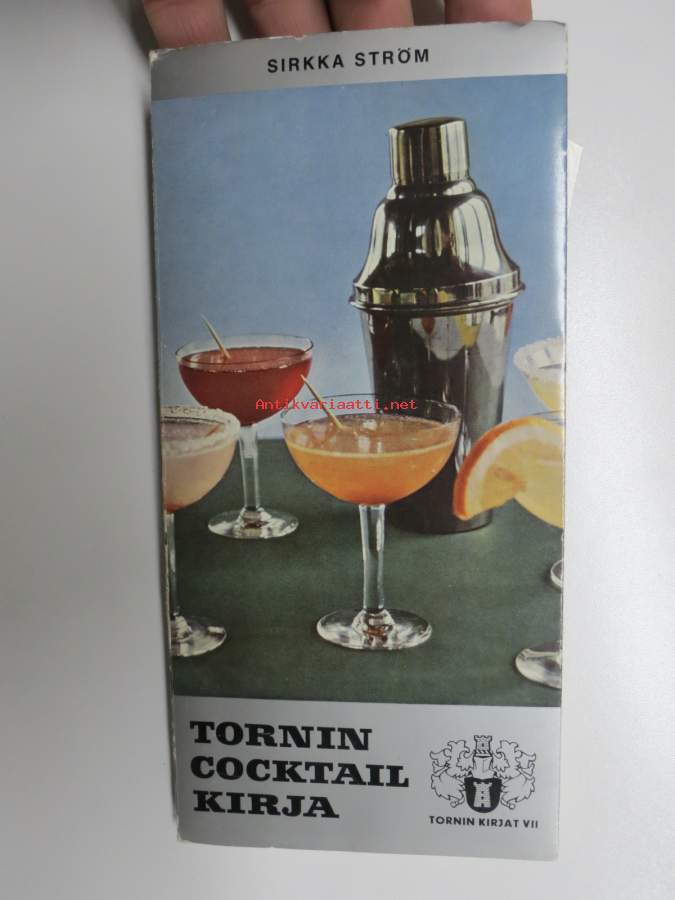 SIRKKA STRÖM
Antikvariaatti.net
TORNIN
COCKTAIL
KIRJA
TORNIN KIRJAT VII